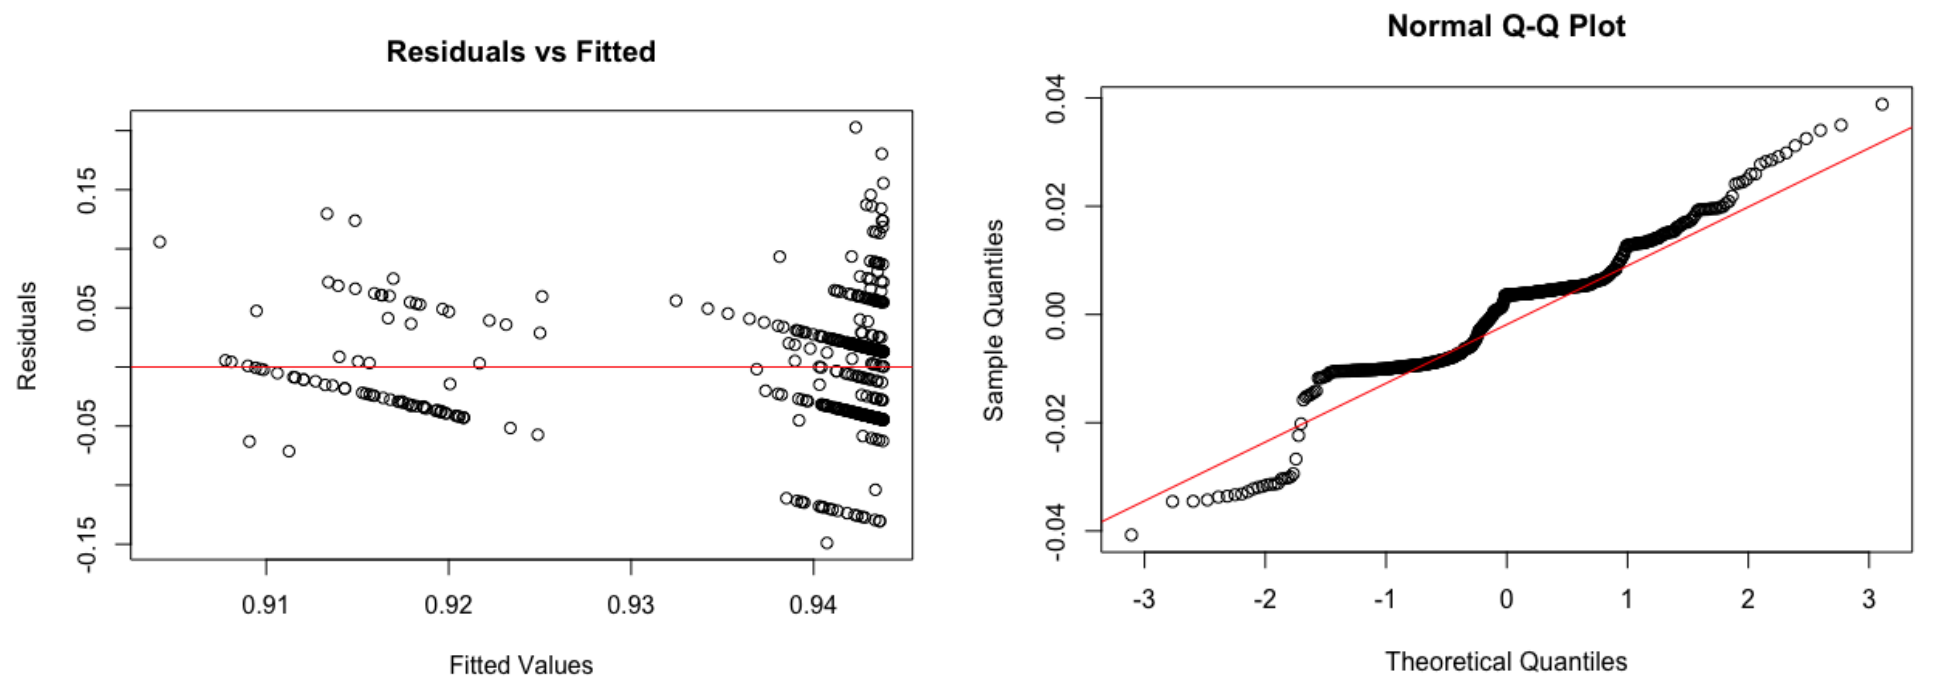 Residuals vs Fitted
Residuals
0.15
0.05
-0.05
-0.15
0.91 0.92 0.93 0.94
Fitted Values
Normal Q-Q Plot
Sample Quantiles
0.04
0.02
0.00
-0.02
-0.04
-3 -2 -1 0 1 2 3
Theoretical Quantiles